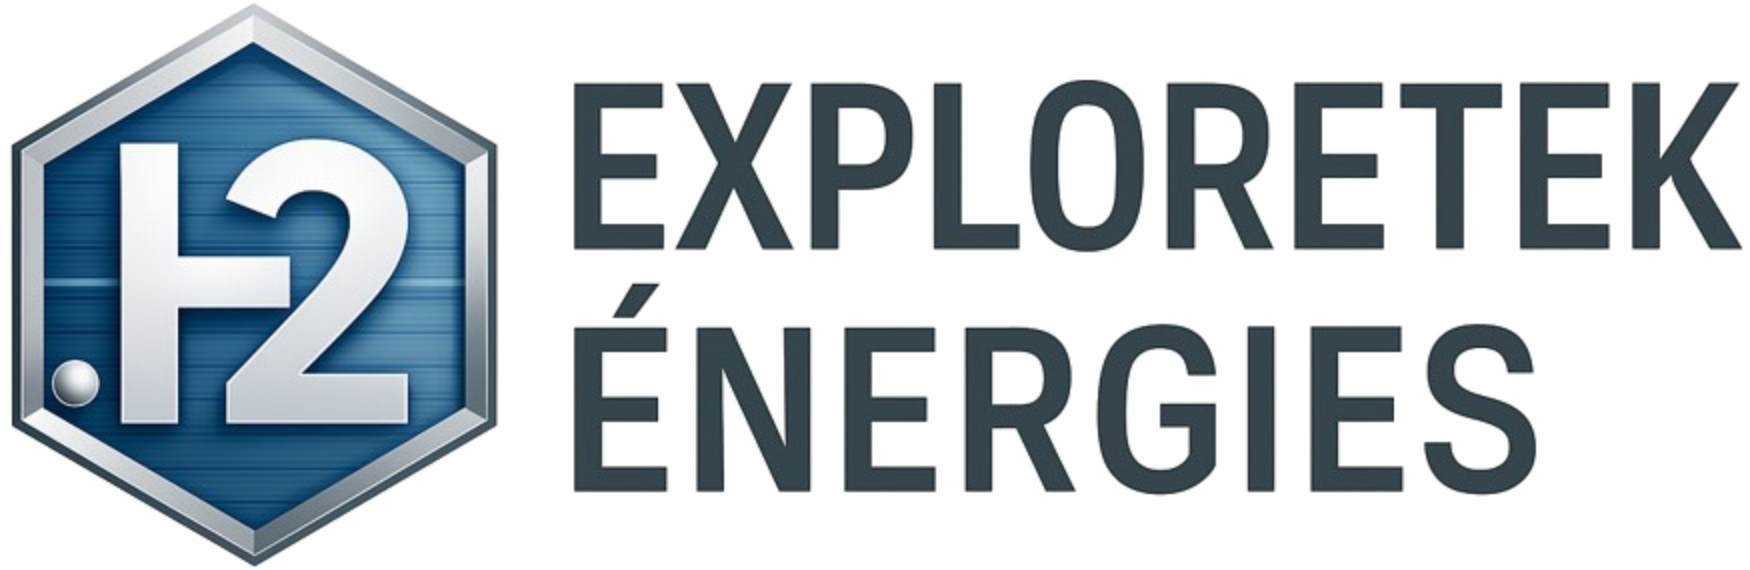 .H2
EXPLORETEK
ÉNERGIES